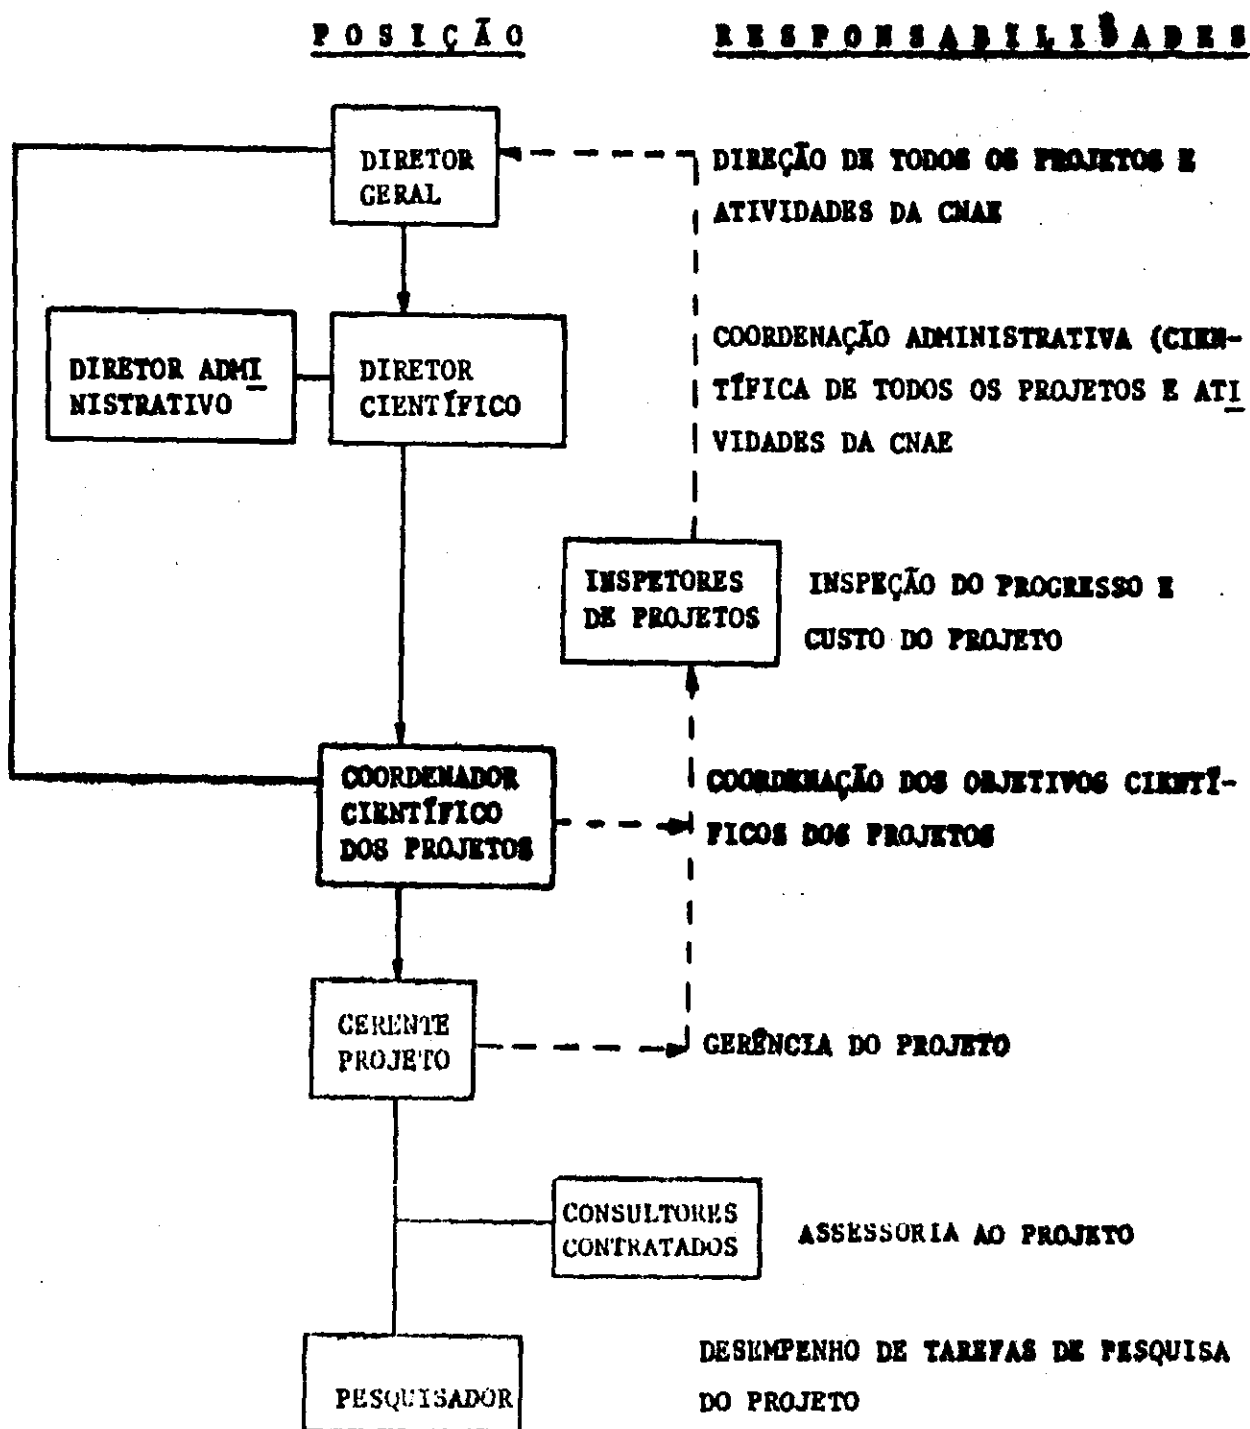 POSIÇÃO
RESPONSABILIDADES
DIRETOR
GERAL
DIREÇÃO DE TODOS OS PROJETOS E
ATIVIDADES DA CNAE
DIRETOR ADMI
NISTRATIVO
DIRETOR
CIENTÍFICO
COORDENAÇÃO ADMINISTRATIVA (CIEN-
TÍFICA DE TODOS OS PROJETOS E ATI
VIDADES DA CNAE
INSPETORES
DE PROJETOS
INSPEÇÃO DO PROGRESSO E
CUSTO DO PROJETO
COORDENADOR
CIENTÍFICO
DOS PROJETOS
COORDENAÇÃO DOS OBJETIVOS CIENTÍ-
FICOS DOS PROJETOS
GERENTE
PROJETO
GERÊNCIA DO PROJETO
CONSULTORES
CONTRATADOS
ASSESSORIA AO PROJETO
PESQUISADOR
DESEMPENHO DE TAREFAS DE PESQUISA
DO PROJETO